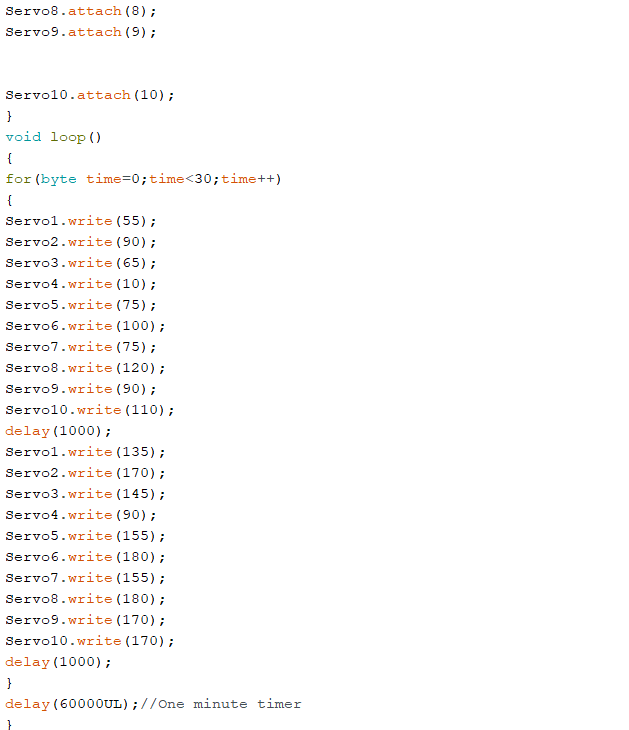 Servo8.attach(8);
Servo9.attach(9);
Servo10.attach(10);
}
void loop()
{
for(byte time=0;time<30;time++)
{
Servo1.write(55);
Servo2.write(90);
Servo3.write(65);
Servo4.write(10);
Servo5.write(75);
Servo6.write(100);
Servo7.write(75);
Servo8.write(120);
Servo9.write(90);
Servo10.write(110);
delay(1000);
Servo1.write(135);
Servo2.write(170);
Servo3.write(145);
Servo4.write(90);
Servo5.write(155);
Servo6.write(180);
Servo7.write(155);
Servo8.write(180);
Servo9.write(170);
Servo10.write(170);
delay(1000);
}
delay(60000UL);//One minute timer
}